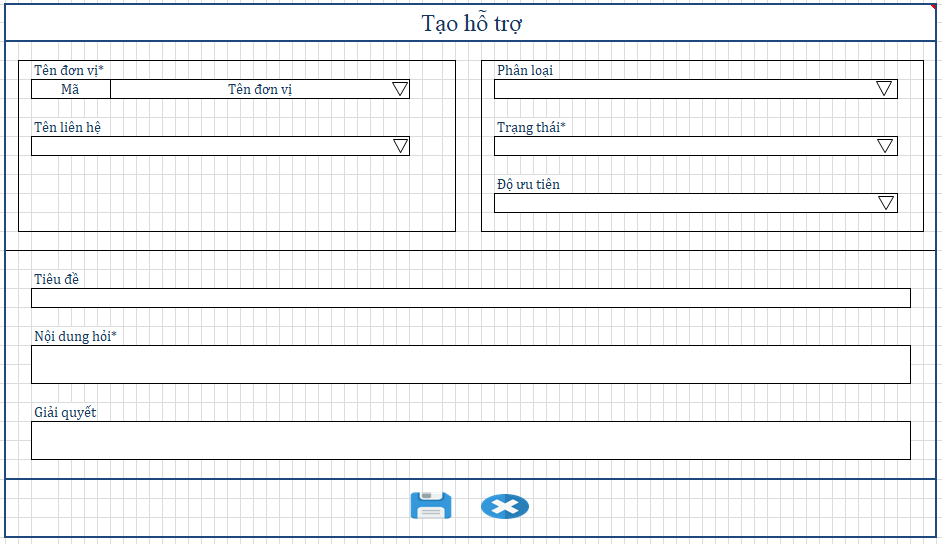 Tạo hỗ trợ
Tên đơn vị*
Mã
Tên đơn vị
Tên liên hệ
Phân loại
Trạng thái*
Độ ưu tiên
Tiêu đề
Nội dung hỏi*
Giải quyết